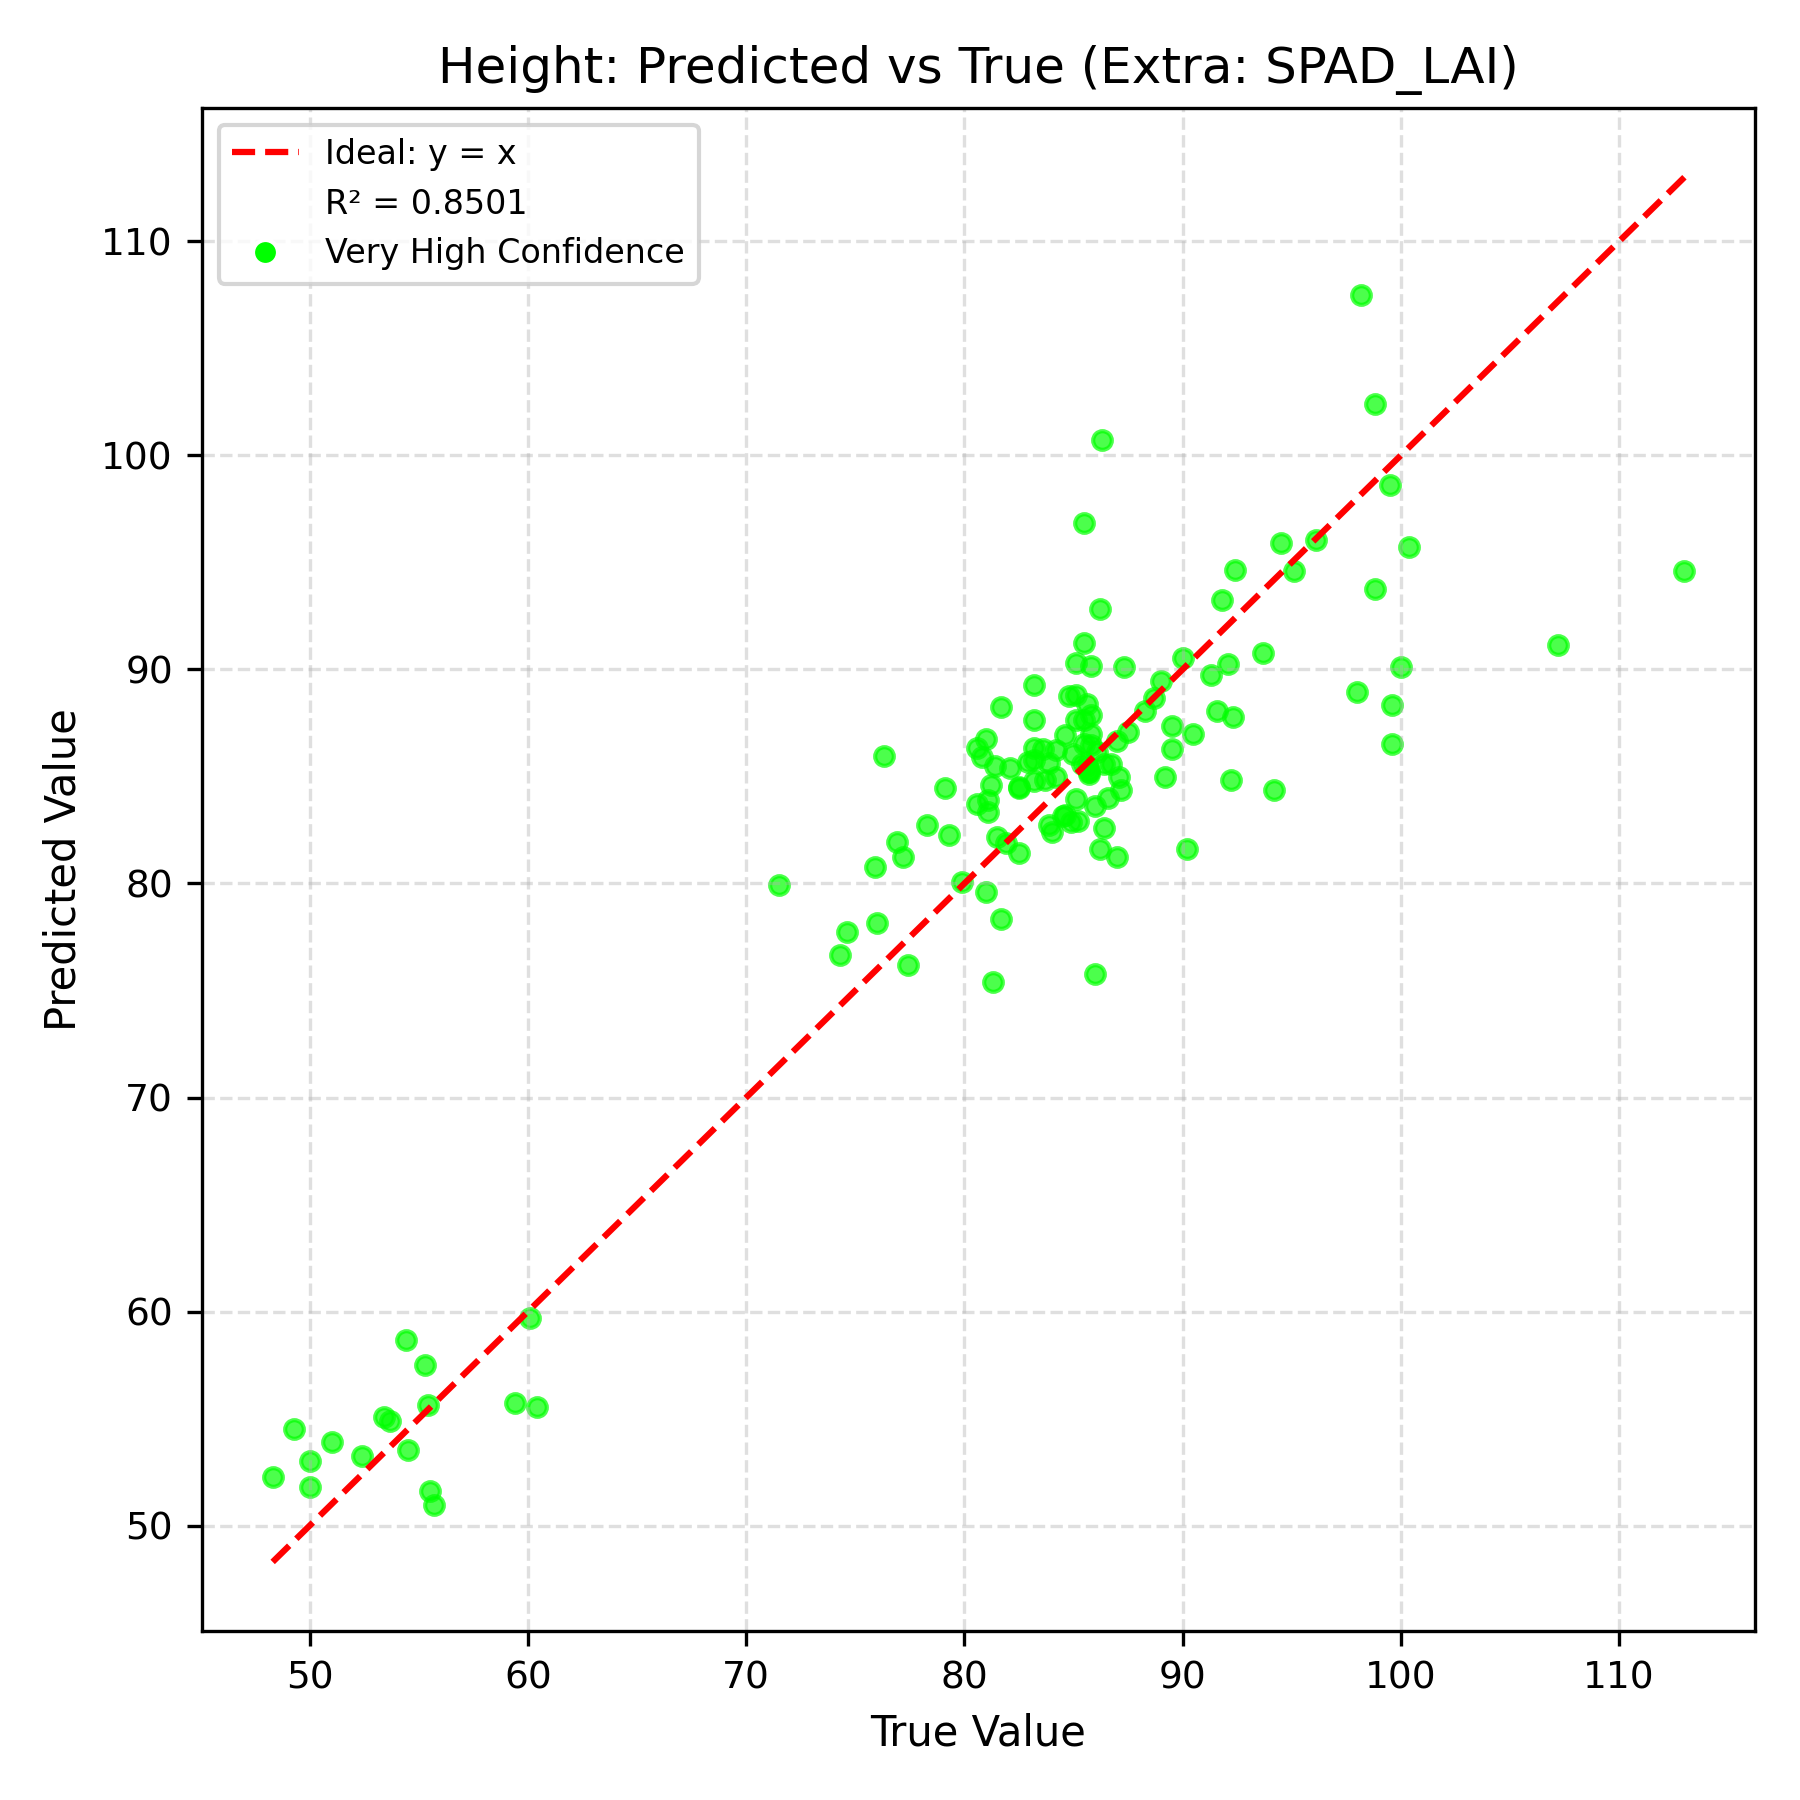 Height: Predicted vs True (Extra: SPAD_LAI)
Ideal: y = x
R² = 0.8501
Very High Confidence
110
100
90
80
70
60
50
Predicted Value
50 60 70 80 90 100 110
True Value